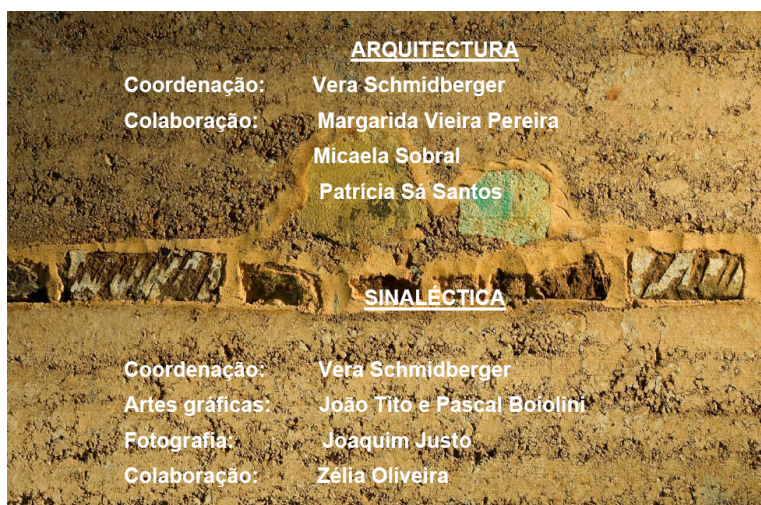 ARQUITECTURA
Coordenação: Vera Schmidberger
Colaboração: Margarida Vieira Pereira
Micaela Sobral
Patrícia Sá Santos
SINALÉCTICA
Coordenação: Vera Schmidberger
Artes gráficas: João Tito e Pascal Boiolini
Fotografia: Joaquim Justo
Colaboração: Zélia Oliveira